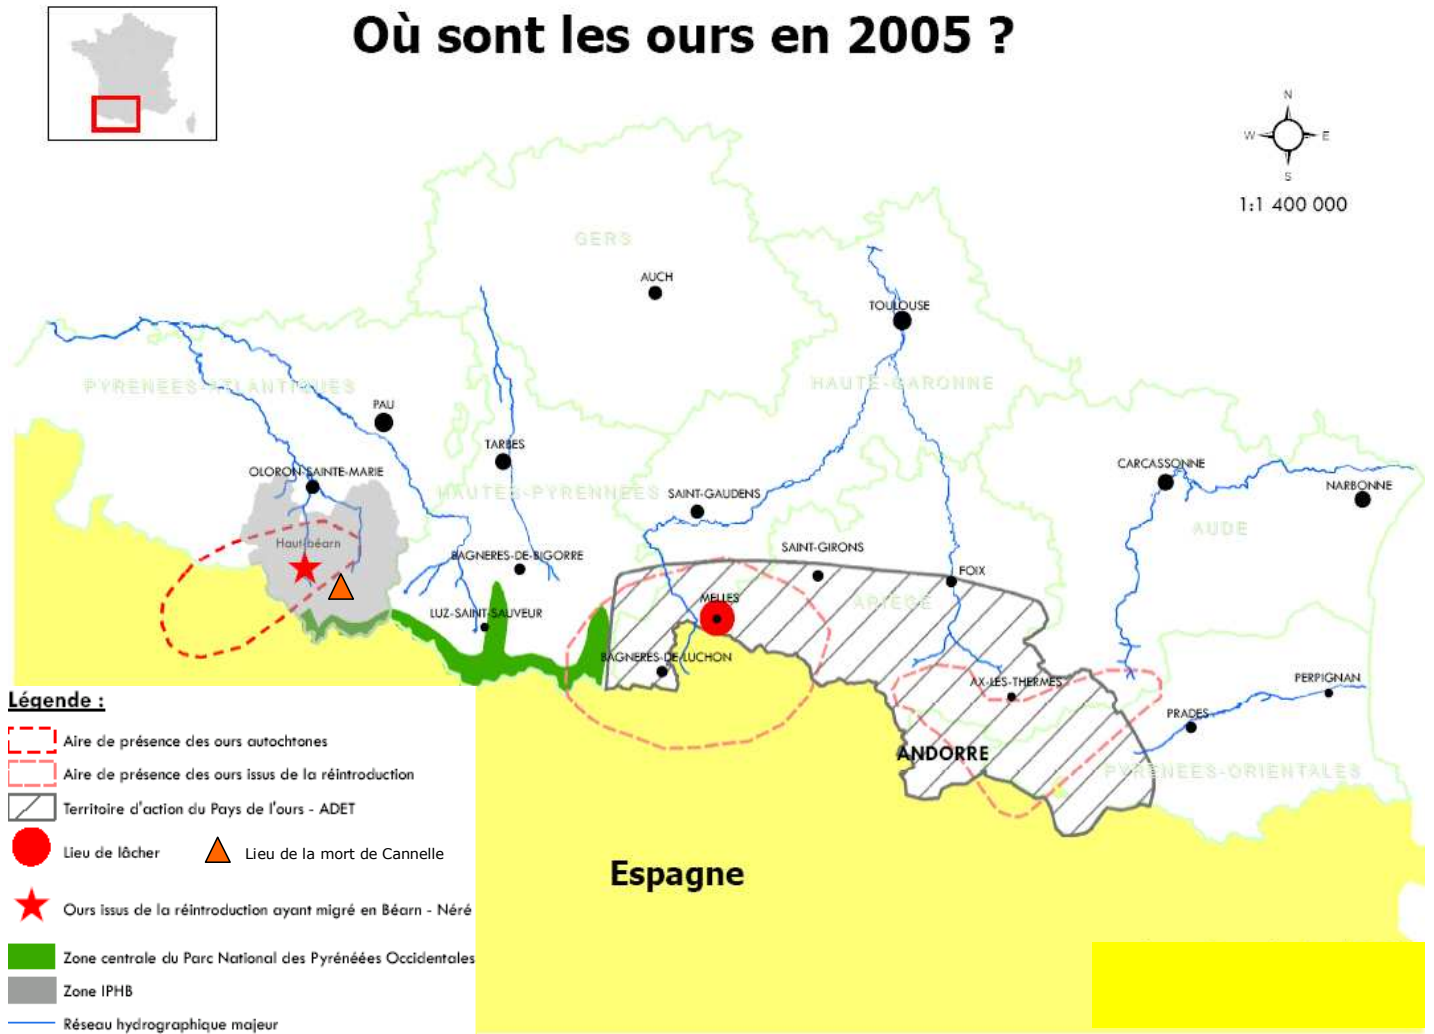 Où sont les ours en 2005 ?
N
W E
S
1:1 400 000
GERS
AUCH
TOULOUSE
PYRENEES-ATLANTIQUES
HAUTE-GARONNE
PAU
TARBES
OLORON-SAINTE-MARIE
CARCASSONNE
HAUTES-PYRENNEES
SAINT-GAUDENS
NARBONNE
AUDE
Haut-béarn
SAINT-GIRONS
BAGNERES-DE-BIGORRE
FOIX
MELLES
ARIEGE
LUZ-SAINT-SAUVEUR
BAGNERES-DE-LUCHON
AX-LES-THERMES
PERPIGNAN
PRADES
ANDORRE
PYRENEES-ORIENTALES
Espagne
Légende :
Aire de présence des ours autochtones
Aire de présence des ours issus de la réintroduction
Territoire d'action du Pays de l'ours - ADET
Lieu de lâcher
Lieu de la mort de Cannelle
Ours issus de la réintroduction ayant migré en Béarn - Néré
Zone centrale du Parc National des Pyrénéées Occidentales
Zone IPHB
Réseau hydrographique majeur